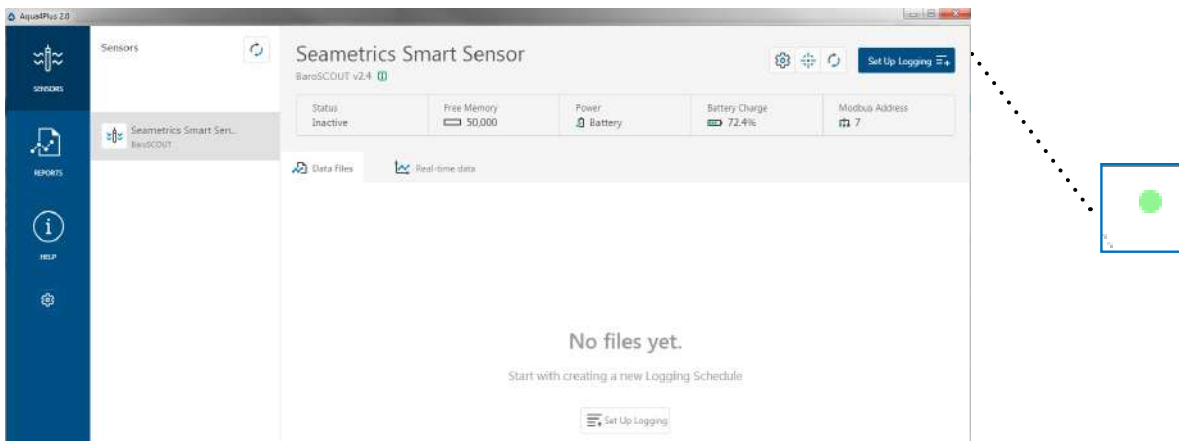 Aqua4Plus 2.0
SENSORS
REPORTS
HELP
Sensors
Seametrics Smart Sen...
BaroSCOUT
Seametrics Smart Sensor
BaroSCOUT v2.4
Set Up Logging
Status
Inactive
Free Memory
50,000
Power
Battery
Battery Charge
72.4%
Modbus Address
7
Data Files
Real-time data
No files yet.
Start with creating a new Logging Schedule
Set Up Logging